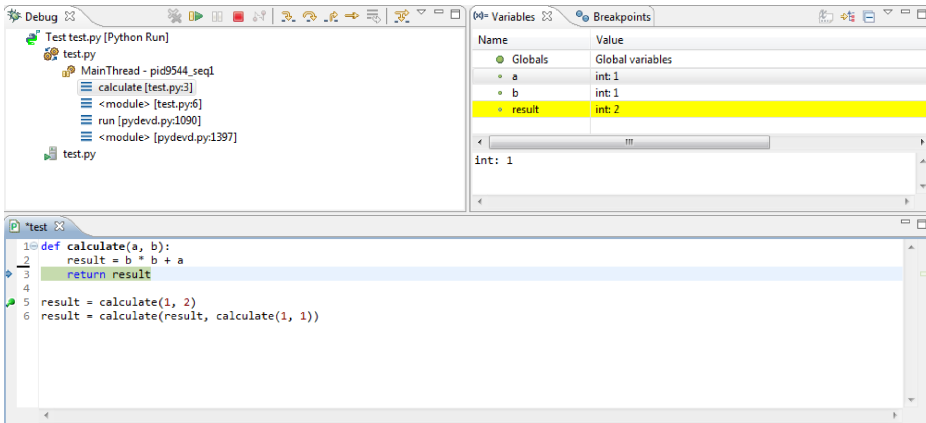 Debug
Test test.py [Python Run]
test.py
MainThread - pid9544_seq1
calculate [test.py:3]
<module> [test.py:6]
run [pydevd.py:1090]
<module> [pydevd.py:1397]
test.py
(x)= Variables Breakpoints
Name Value
Globals Global variables
a int: 1
b int: 1
result int: 2
int: 1
P *test
1 def calculate(a, b):
2 result = b * b + a
3 return result
4
5 result = calculate(1, 2)
6 result = calculate(result, calculate(1, 1))